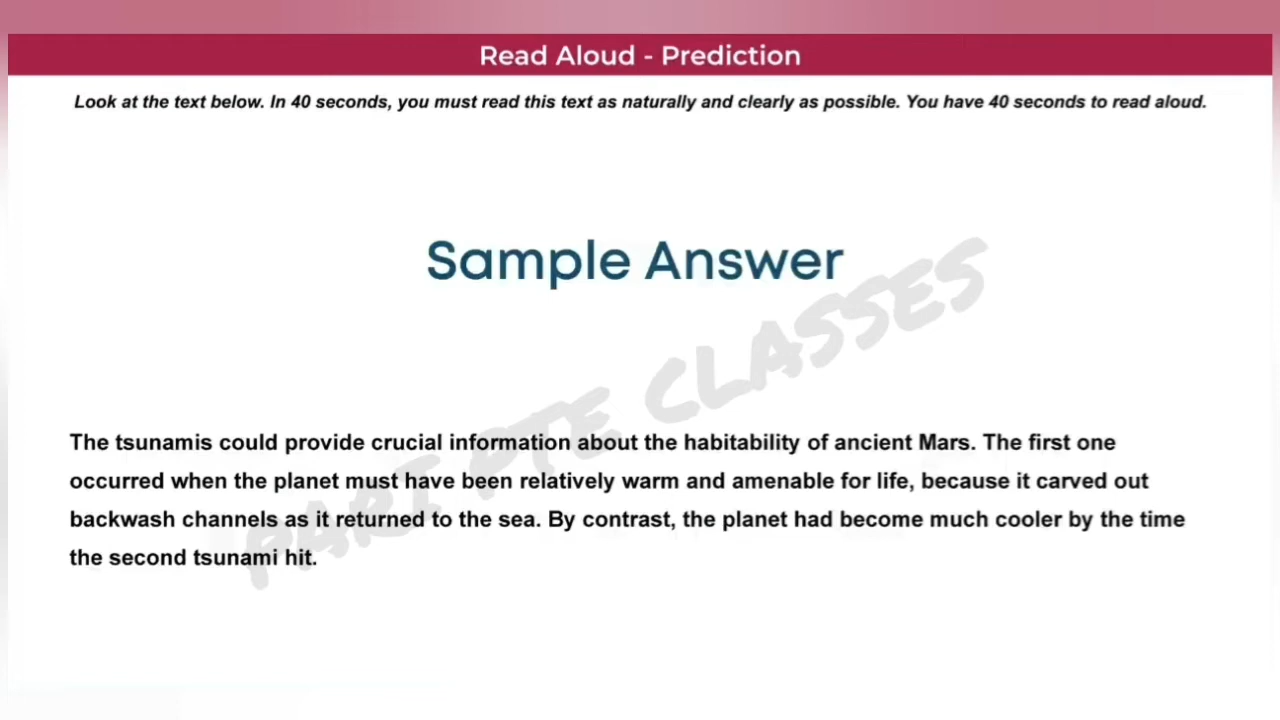 Read Aloud - Prediction
Look at the text below. In 40 seconds, you must read this text as naturally and clearly as possible. You have 40 seconds to read aloud.
Sample Answer
PARI PTE CLASSES
The tsunamis could provide crucial information about the habitability of ancient Mars. The first one
occurred when the planet must have been relatively warm and amenable for life, because it carved out
backwash channels as it returned to the sea. By contrast, the planet had become much cooler by the time
the second tsunami hit.